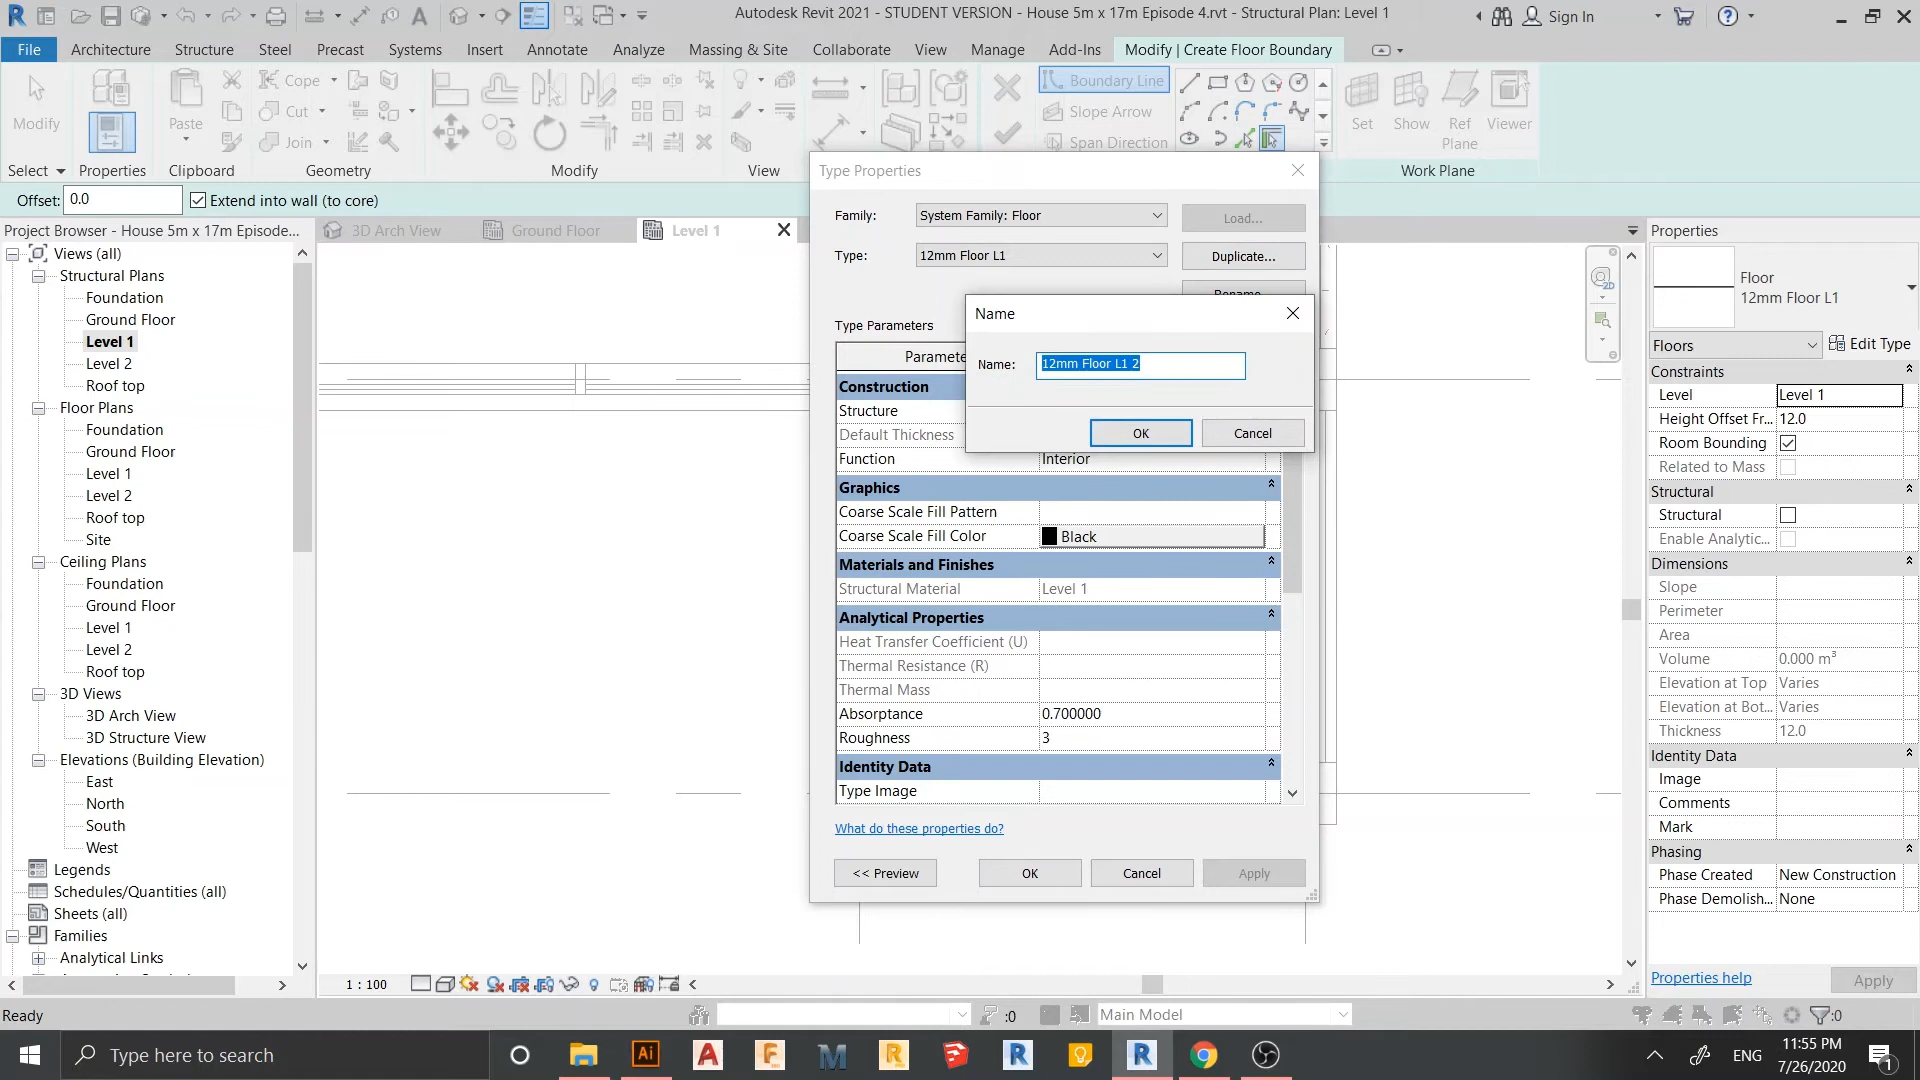 Autodesk Revit 2021 - STUDENT VERSION - House 5m x 17m Episode 4.rvt - Structural Plan: Level 1
Sign In
File Architecture Structure Steel Precast Systems Insert Annotate Analyze Massing & Site Collaborate View Manage Add-Ins Modify | Create Floor Boundary
Modify
Paste
Cope
Cut
Join
Boundary Line
Slope Arrow
Span Direction
Set Show Ref Plane Viewer
Select Properties Clipboard Geometry Modify View Work Plane
Offset: 0.0 Extend into wall (to core)
Project Browser - House 5m x 17m Episode...
Views (all)
Structural Plans
Foundation
Ground Floor
Level 1
Level 2
Roof top
Floor Plans
Foundation
Ground Floor
Level 1
Level 2
Roof top
Site
Ceiling Plans
Foundation
Ground Floor
Level 1
Level 2
Roof top
3D Views
3D Arch View
3D Structure View
Elevations (Building Elevation)
East
North
South
West
Legends
Schedules/Quantities (all)
Sheets (all)
Families
Analytical Links
3D Arch View Ground Floor Level 1
Type Properties
Family: System Family: Floor Load...
Type: 12mm Floor L1 Duplicate...
Rename...
Type Parameters
Paramete
Construction
Structure
Default Thickness
Function Interior
Graphics
Coarse Scale Fill Pattern
Coarse Scale Fill Color Black
Materials and Finishes
Structural Material Level 1
Analytical Properties
Heat Transfer Coefficient (U)
Thermal Resistance (R)
Thermal Mass
Absorptance 0.700000
Roughness 3
Identity Data
Type Image
What do these properties do?
<< Preview OK Cancel Apply
Name
Name: 12mm Floor L1 2
OK Cancel
Properties
Floor
12mm Floor L1
Floors Edit Type
Constraints
Level Level 1
Height Offset Fr... 12.0
Room Bounding
Related to Mass
Structural
Structural
Enable Analytic...
Dimensions
Slope
Perimeter
Area
Volume 0.000 m³
Elevation at Top Varies
Elevation at Bot... Varies
Thickness 12.0
Identity Data
Image
Comments
Mark
Phasing
Phase Created New Construction
Phase Demolish... None
Properties help Apply
2D
1 : 100
Ready
:0
Main Model
:0
Type here to search
Ai
ENG
11:55 PM
7/26/2020
1